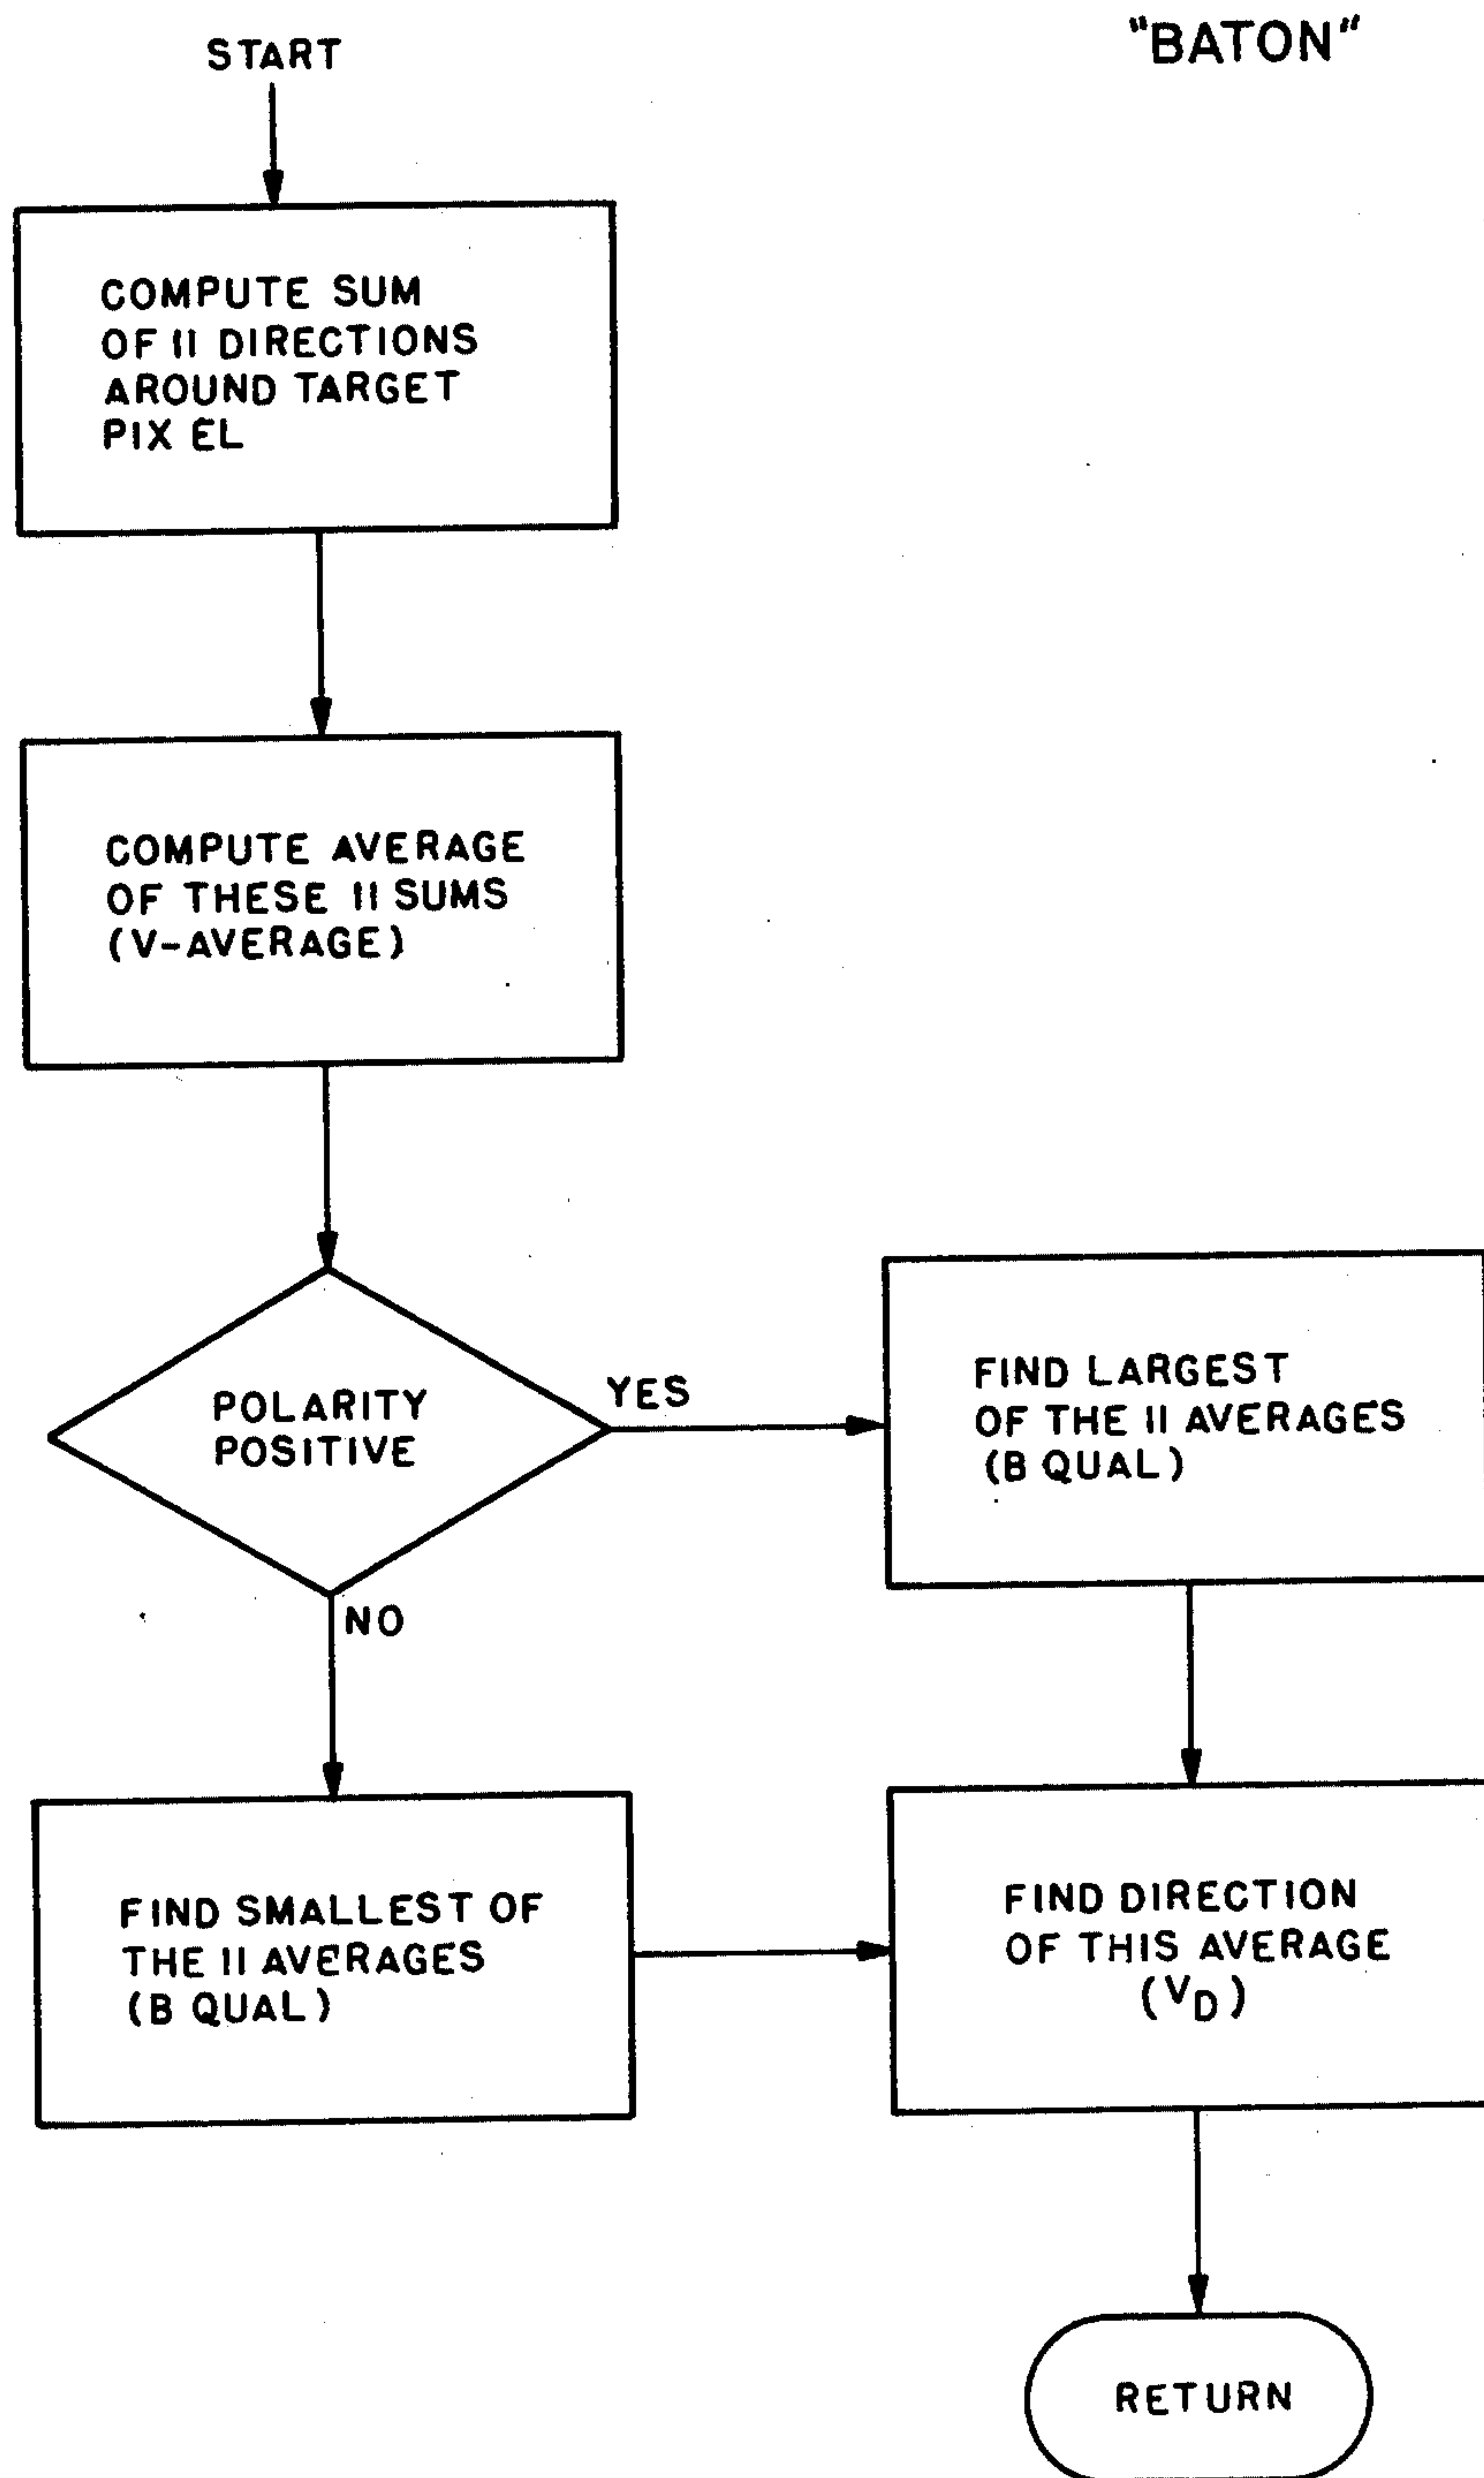 "BATON"
START
COMPUTE SUM
OF 11 DIRECTIONS
AROUND TARGET
PIX EL
COMPUTE AVERAGE
OF THESE 11 SUMS
(V-AVERAGE)
POLARITY
POSITIVE
YES
NO
FIND LARGEST
OF THE 11 AVERAGES
(B QUAL)
FIND SMALLEST OF
THE 11 AVERAGES
(B QUAL)
FIND DIRECTION
OF THIS AVERAGE
(VD)
RETURN